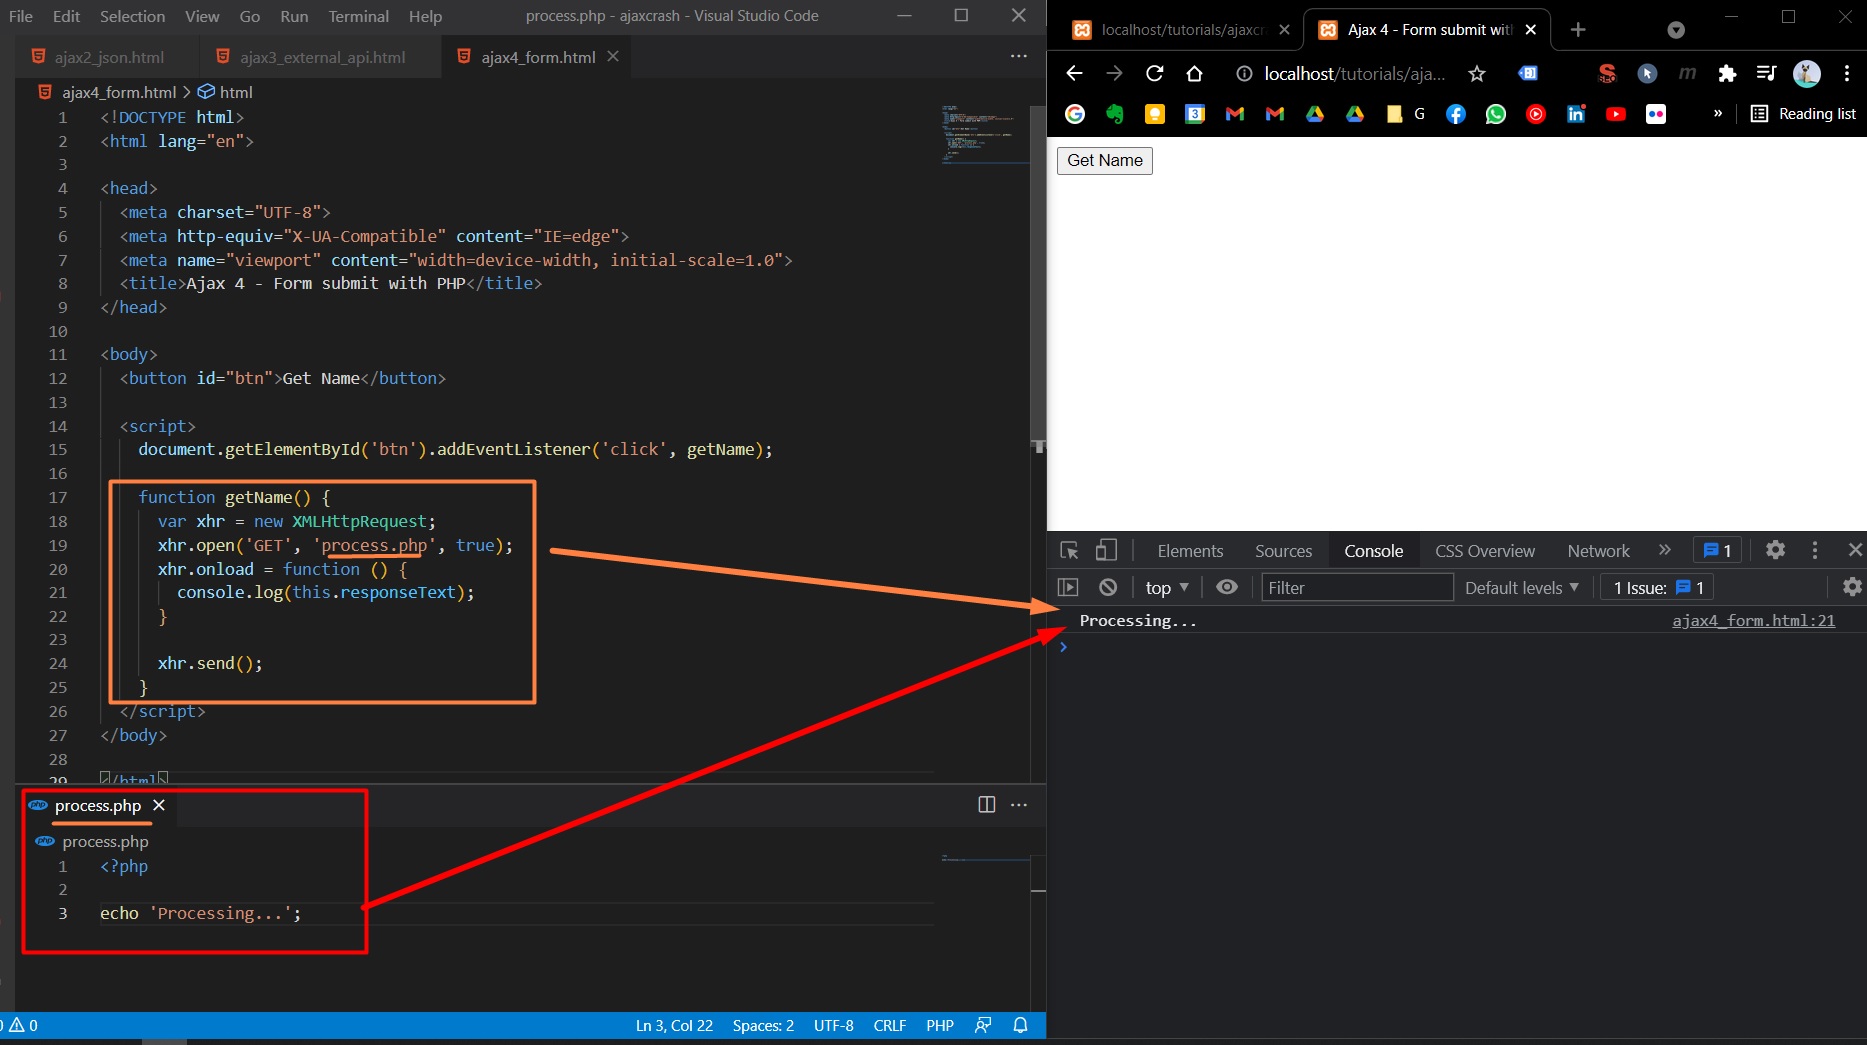 File Edit Selection View Go Run Terminal Help process.php - ajaxcrash - Visual Studio Code
ajax2_json.html ajax3_external_api.html ajax4_form.html
ajax4_form.html > html
1 <!DOCTYPE html>
2 <html lang="en">
3
4 <head>
5 <meta charset="UTF-8">
6 <meta http-equiv="X-UA-Compatible" content="IE=edge">
7 <meta name="viewport" content="width=device-width, initial-scale=1.0">
8 <title>Ajax 4 - Form submit with PHP</title>
9 </head>
10
11 <body>
12 <button id="btn">Get Name</button>
13
14 <script>
15 document.getElementById('btn').addEventListener('click', getName);
16
17 function getName() {
18 var xhr = new XMLHttpRequest;
19 xhr.open('GET', 'process.php', true);
20 xhr.onload = function () {
21 console.log(this.responseText);
22 }
23
24 xhr.send();
25 }
26 </script>
27 </body>
28
29 </html>
process.php
process.php
1 <?php
2
3 echo 'Processing...';
0 0 Ln 3, Col 22 Spaces: 2 UTF-8 CRLF PHP
localhost/tutorials/ajaxcr Ajax 4 - Form submit wit
localhost/tutorials/aja...
G » Reading list
Get Name
Elements Sources Console CSS Overview Network » 1
top Filter Default levels 1 Issue: 1
Processing... ajax4_form.html:21